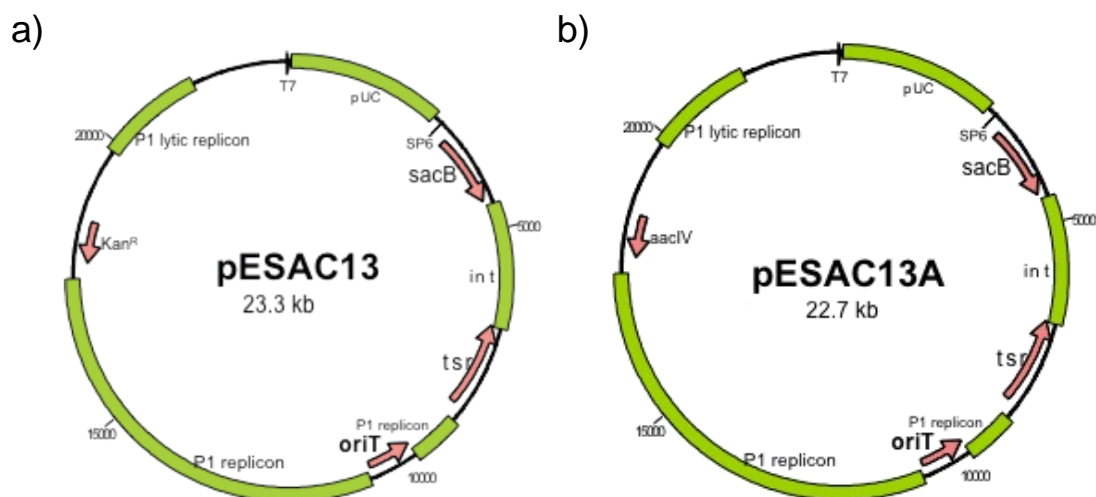 a)
T7
pUC
20000
P1 lytic replicon
SP6
sacB
5000
KanR
pESAC13
23.3 kb
int
tsr
P1 replicon
oriT
15000
P1 replicon
10000
b)
T7
pUC
20000
P1 lytic replicon
SP6
sacB
5000
aacIV
pESAC13A
22.7 kb
int
tsr
P1 replicon
oriT
15000
P1 replicon
10000